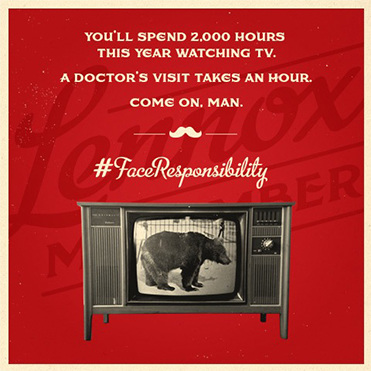 YOU'LL SPEND 2,000 HOURS
THIS YEAR WATCHING TV.
A DOCTOR'S VISIT TAKES AN HOUR.
COME ON, MAN.
#FaceResponsibility
Lennox